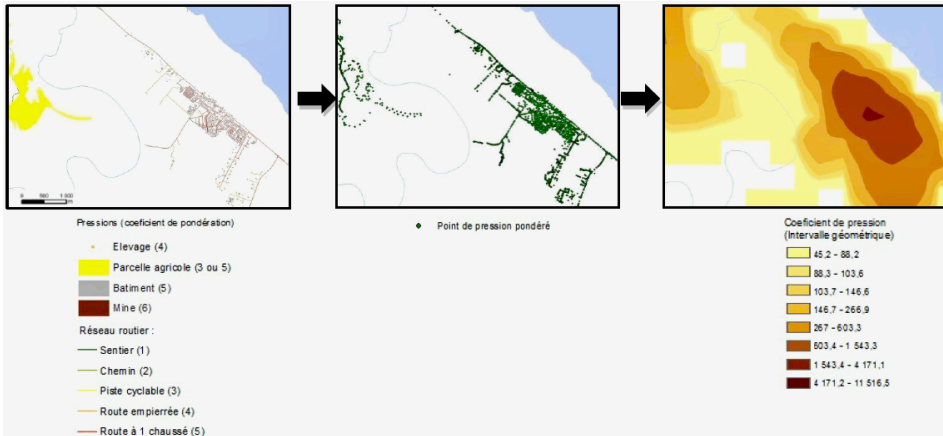 0 500 1 000
Pressions (coeficient de pondération)
Elevage (4)
Parcelle agricole (3 ou 5)
Batiment (5)
Mine (6)
Réseau routier :
Sentier (1)
Chemin (2)
Piste cyclable (3)
Route empierrée (4)
Route à 1 chaussé (5)
Point de pression pondéré
Coeficient de pression
(Intervalle géométrique)
45,2 - 88,2
88,3 - 103,6
103,7 - 146,6
146,7 - 266,9
267 - 603,3
603,4 - 1 543,3
1 543,4 - 4 171,1
4 171,2 - 11 516,5